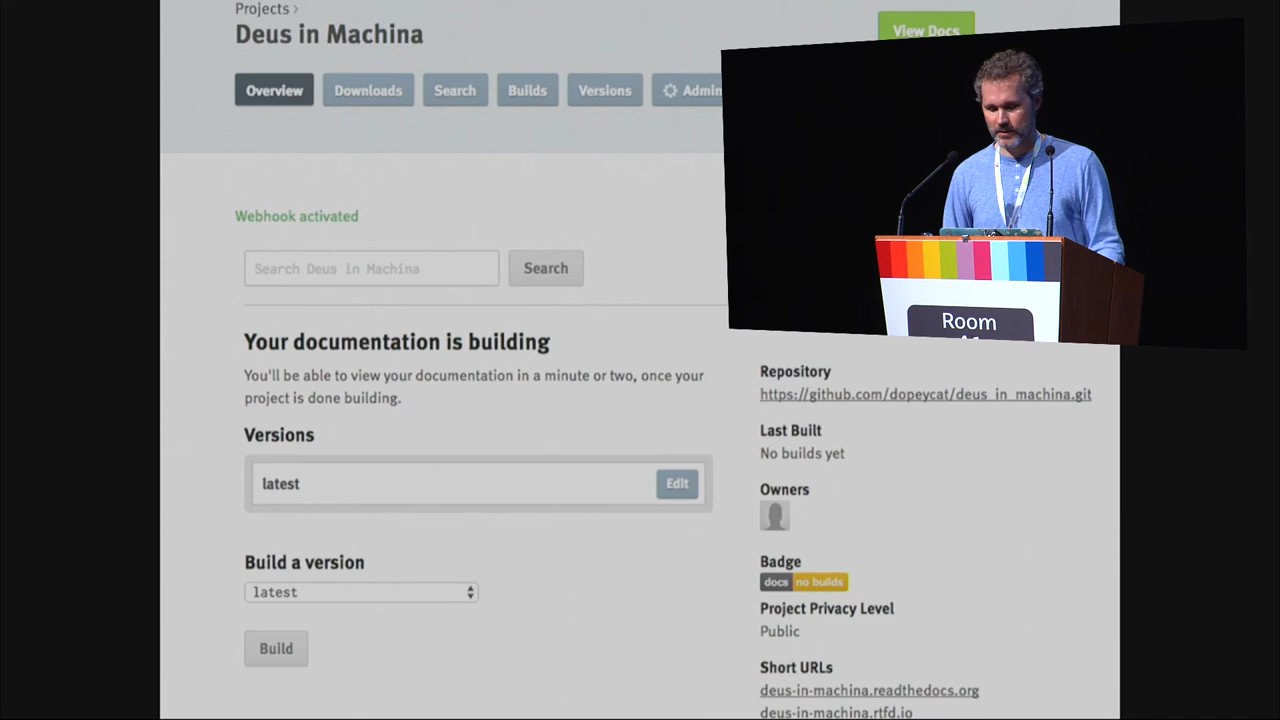 Projects ›
Deus in Machina
View Docs
Overview
Downloads
Search
Builds
Versions
Admin
Webhook activated
Search Deus in Machina
Search
Your documentation is building
You'll be able to view your documentation in a minute or two, once your
project is done building.
Versions
latest
Edit
Build a version
latest
Build
Room
Repository
https://github.com/dopeycat/deus_in_machina.git
Last Built
No builds yet
Owners
Badge
docs no builds
Project Privacy Level
Public
Short URLs
deus-in-machina.readthedocs.org
deus-in-machina.rtfd.io